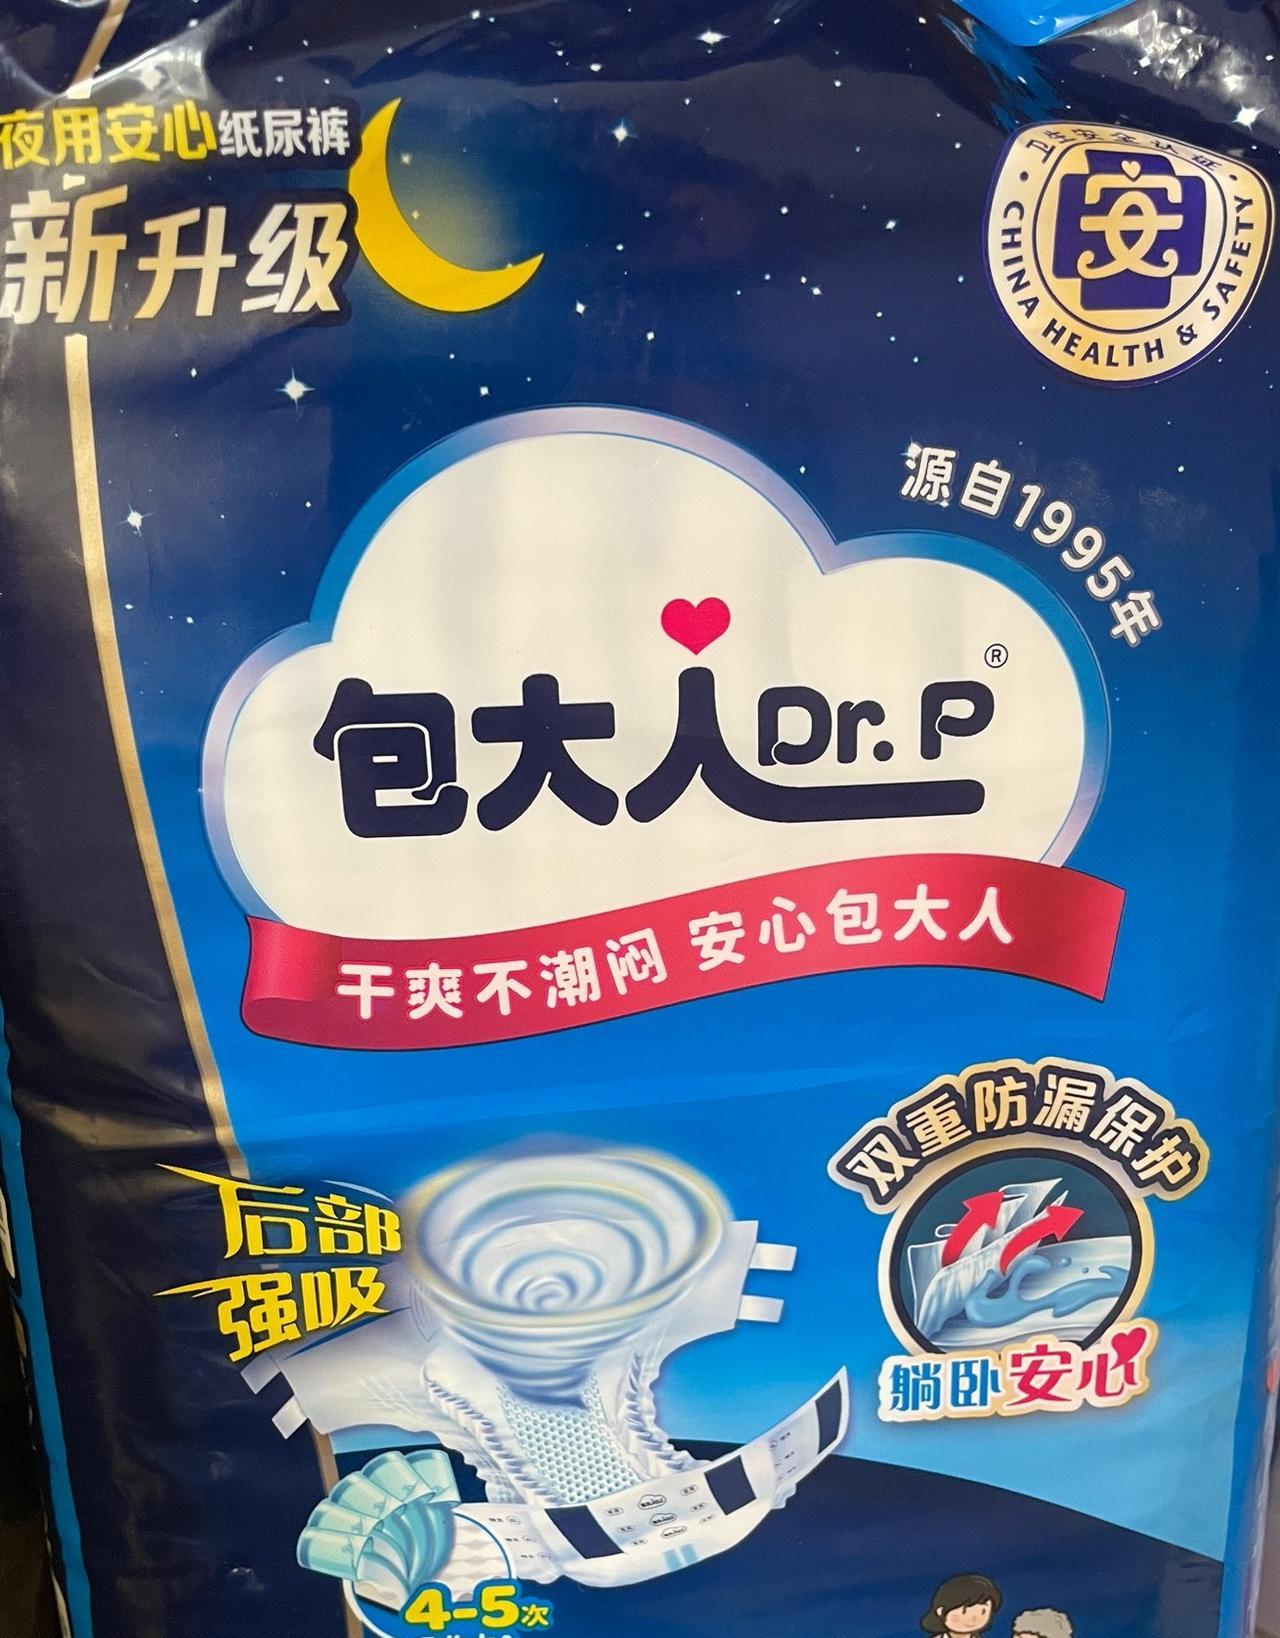 夜用安心纸尿裤
新升级
卫生安全认证
安
CHINA HEALTH & SAFETY
源自1995年
包大人Dr. P®
干爽不潮闷 安心包大人
双重防漏保护
后部
强吸
躺卧安心
4-5次